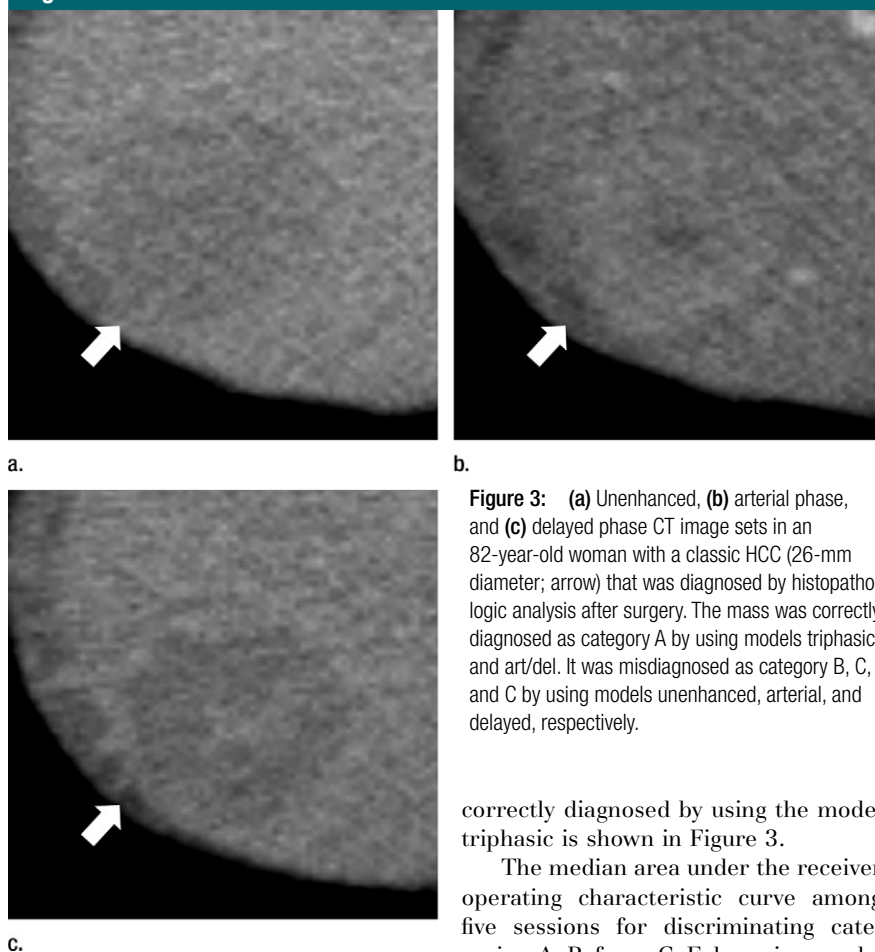 a.
b.
Figure 3: (a) Unenhanced, (b) arterial phase,
and (c) delayed phase CT image sets in an
82-year-old woman with a classic HCC (26-mm
diameter; arrow) that was diagnosed by histopatho
logic analysis after surgery. The mass was correctly
diagnosed as category A by using models triphasic
and art/del. It was misdiagnosed as category B, C,
and C by using models unenhanced, arterial, and
delayed, respectively.
c.
correctly diagnosed by using the mode
triphasic is shown in Figure 3.
The median area under the receiver
operating characteristic curve among
five sessions for discriminating cate